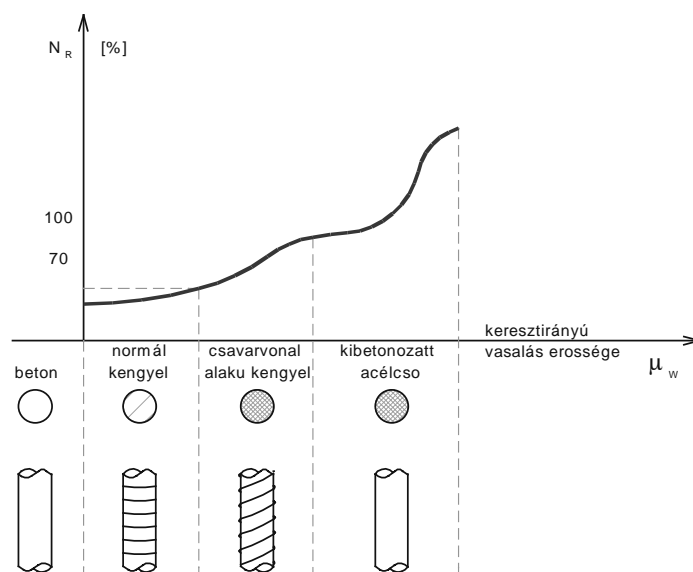 N R [%]
100
70
keresztirányú
vasalás erossége
μ w
beton
normál
kengyel
csavarvonal
alaku kengyel
kibetonozatt
acélcso